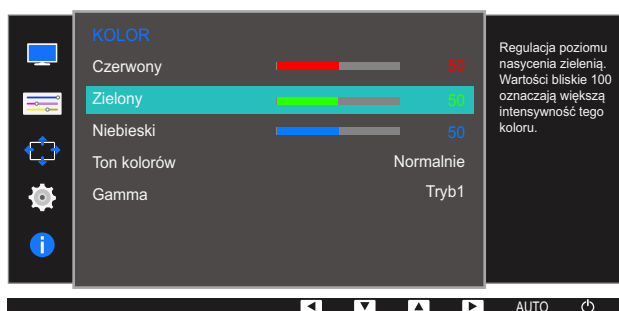 KOLOR
Czerwony 50
Zielony 50
Niebieski 50
Ton kolorów Normalnie
Gamma Tryb1
Regulacja poziomu
nasycenia zielenią.
Wartości bliskie 100
oznaczają większą
intensywność tego
koloru.
AUTO